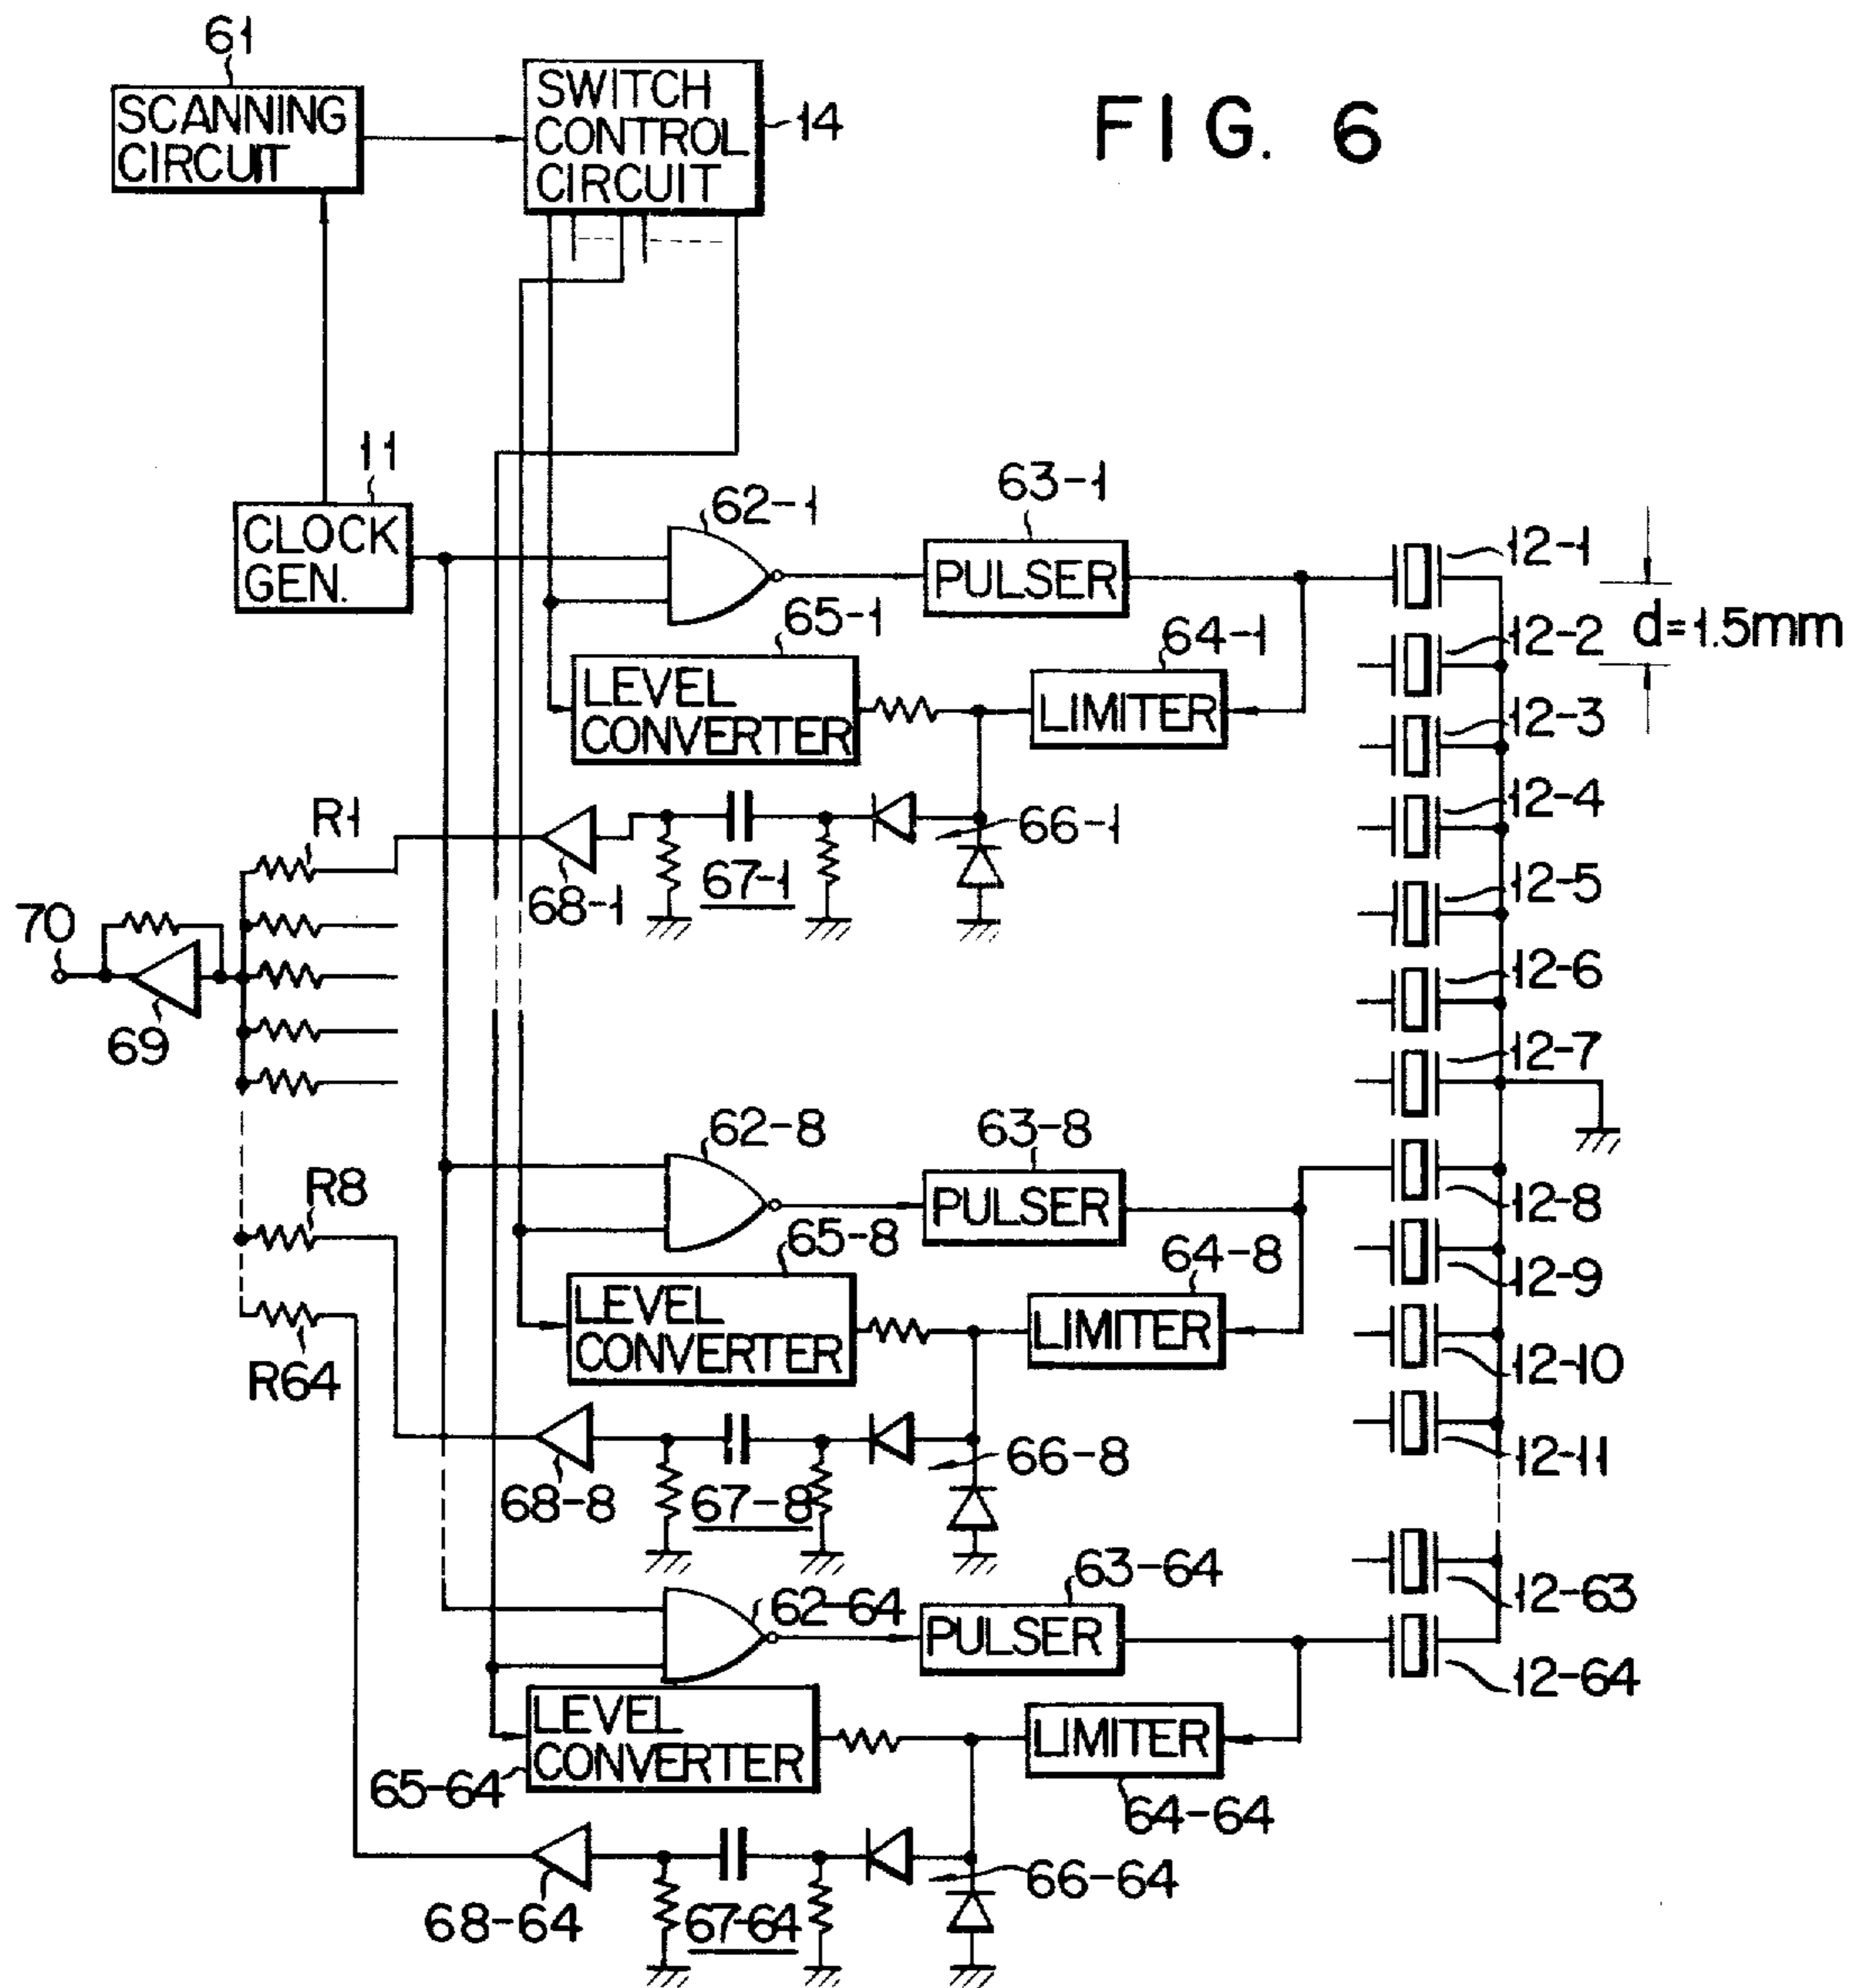 FIG. 6
61
SCANNING
CIRCUIT
SWITCH
CONTROL
CIRCUIT
14
11
CLOCK
GEN.
62-1
63-1
PULSER
12-1
65-1
64-1
12-2
d=1.5mm
LEVEL
CONVERTER
LIMITER
12-3
12-4
R1
66-1
67-1
68-1
12-5
70
69
12-6
12-7
62-8
63-8
PULSER
R8
65-8
64-8
12-8
12-9
LEVEL
CONVERTER
LIMITER
R64
12-10
12-11
66-8
67-8
68-8
62-64
63-64
PULSER
12-63
12-64
LEVEL
CONVERTER
LIMITER
65-64
64-64
66-64
67-64
68-64